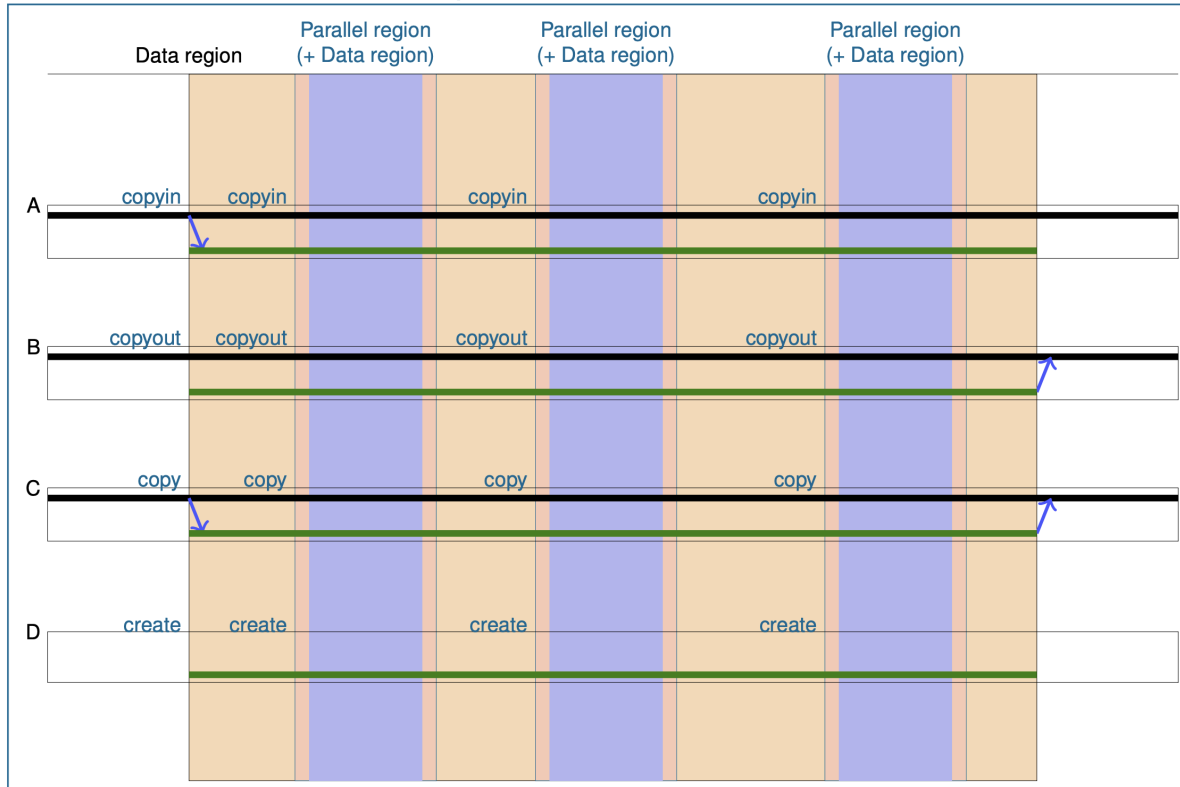 Parallel region Parallel region Parallel region
Data region (+ Data region) (+ Data region) (+ Data region)
copyin copyin copyin copyin
A
copyout copyout copyout copyout
B
copy copy copy copy
C
create create create create
D